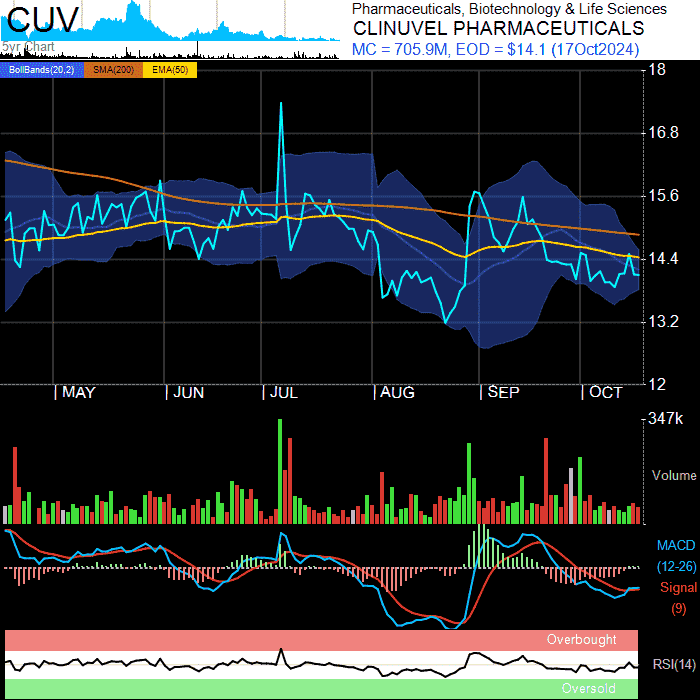 CUV
5yr Chart
Pharmaceuticals, Biotechnology & Life Sciences
CLINUVEL PHARMACEUTICALS
MC = 705.9M, EOD = $14.1 (17Oct2024)
BollBands(20,2) SMA(200) EMA(50)
18
16.8
15.6
14.4
13.2
12
MAY JUN JUL AUG SEP OCT
347k
Volume
MACD
(12-26)
Signal
(9)
Overbought
RSI(14)
Oversold